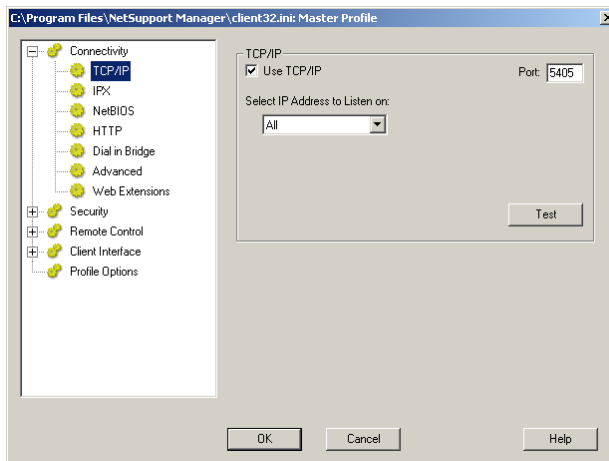 C:\Program Files\NetSupport Manager\client32.ini: Master Profile
Connectivity
TCP/IP
IPX
NetBIOS
HTTP
Dial in Bridge
Advanced
Web Extensions
Security
Remote Control
Client Interface
Profile Options
TCP/IP
Use TCP/IP
Port: 5405
Select IP Address to Listen on:
All
Test
OK
Cancel
Help